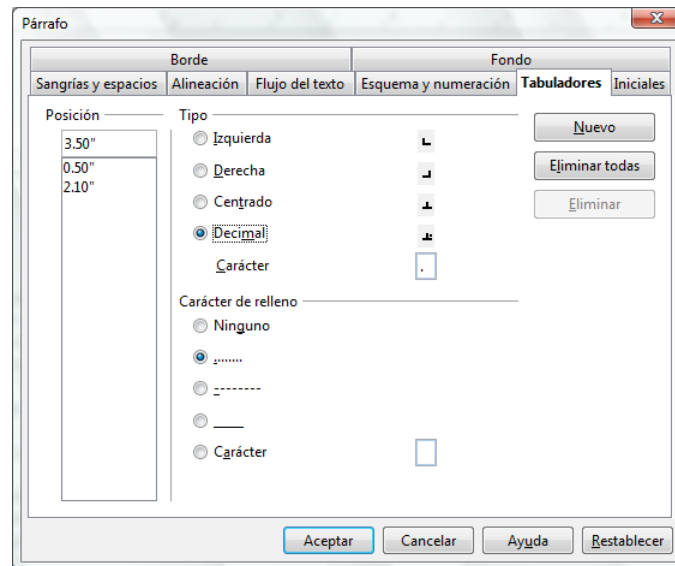 Párrafo
Borde Fondo
Sangrías y espacios Alineación Flujo del texto Esquema y numeración Tabuladores Iniciales
Posición
3.50"
0.50"
2.10"
Tipo
Izquierda
Derecha
Centrado
Decimal
Carácter .
Carácter de relleno
Ninguno
........
--------
____
Carácter
Nuevo
Eliminar todas
Eliminar
Aceptar Cancelar Ayuda Restablecer